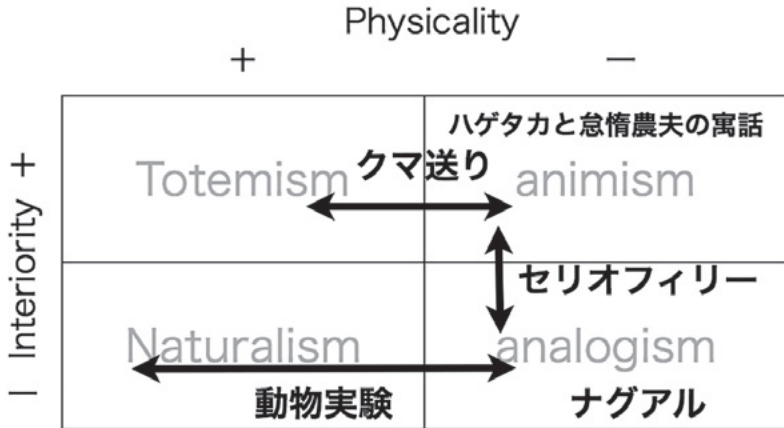 Physicality
+ −
ハゲタカと怠惰農夫の寓話
クマ送り
Totemism animism
− Interiority +
セリオフィリー
Naturalism analogism
動物実験 ナグアル